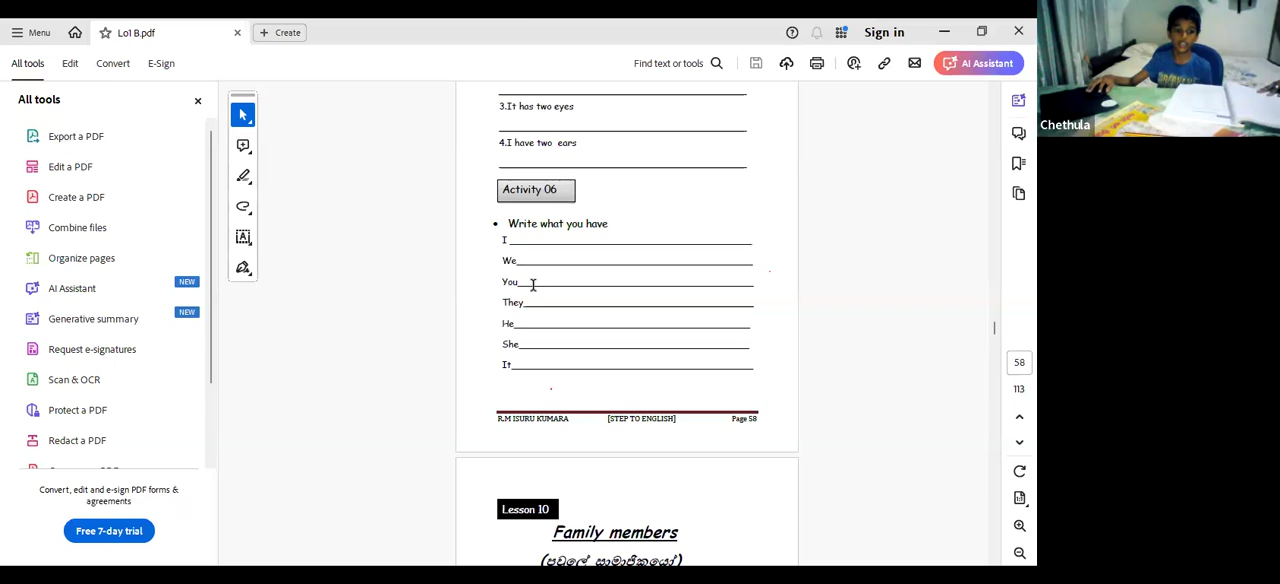 Menu
Lo1 B.pdf
Create
Sign in
All tools
Edit
Convert
E-Sign
Find text or tools
AI Assistant
All tools
Export a PDF
Edit a PDF
Create a PDF
Combine files
Organize pages
AI Assistant
NEW
Generative summary
NEW
Request e-signatures
Scan & OCR
Protect a PDF
Redact a PDF
Convert, edit and e-sign PDF forms &
agreements
Free 7-day trial
3.It has two eyes
4.I have two ears
Activity 06
• Write what you have
I
We
You
They
He
She
It
R.M ISURU KUMARA [STEP TO ENGLISH] Page 58
Lesson 10
Family members
(පවුලේ සාමාජිකයෝ)
58
113
Chethula